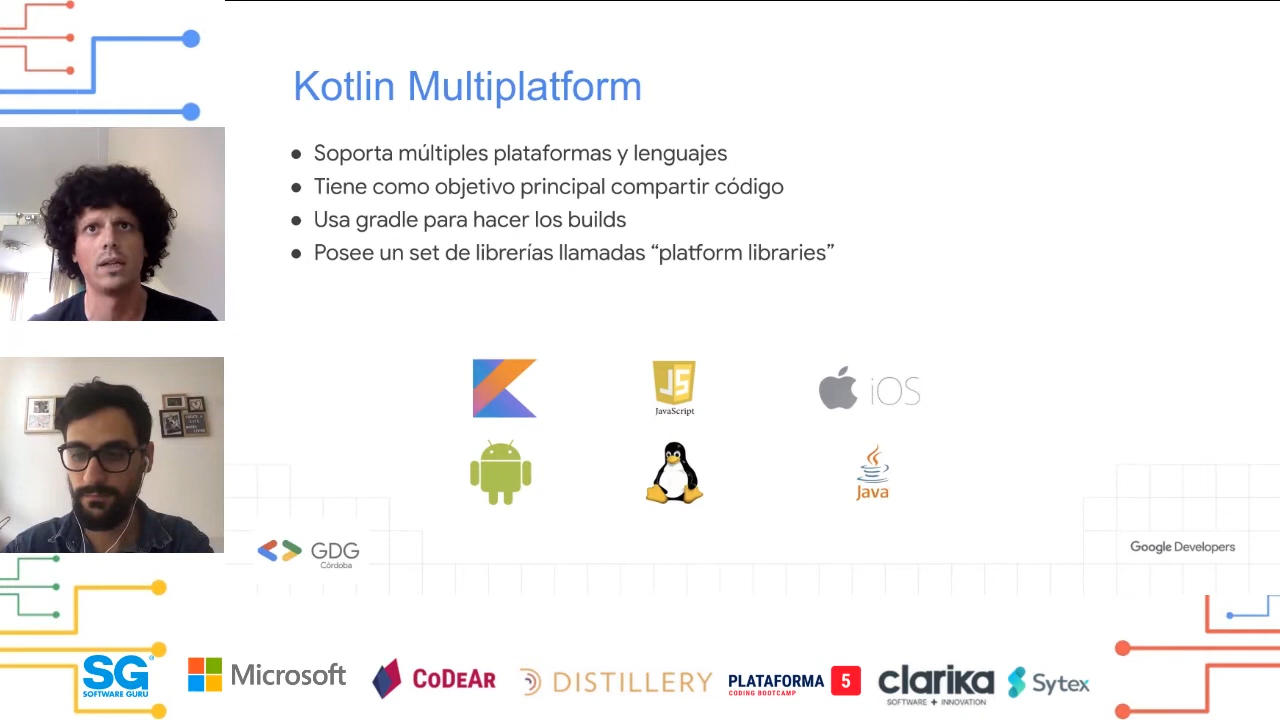 Kotlin Multiplatform
● Soporta múltiples plataformas y lenguajes
● Tiene como objetivo principal compartir código
● Usa gradle para hacer los builds
● Posee un set de librerías llamadas “platform libraries”
JS
JavaScript
iOS
Java
GDG
Córdoba
Google Developers
SG®
SOFTWARE GURU
Microsoft
CoDeAr
DISTILLERY
PLATAFORMA 5
CODING BOOTCAMP
clarika
SOFTWARE + INNOVATION
Sytex